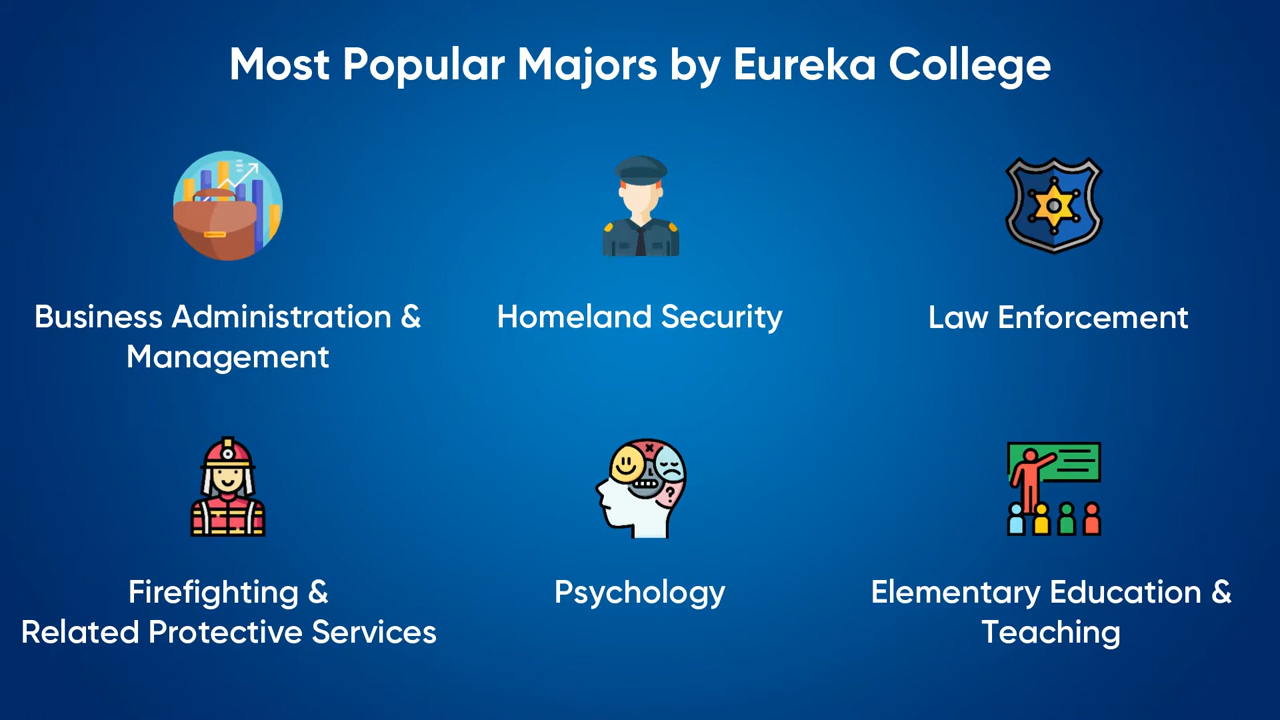 Most Popular Majors by Eureka College
Business Administration &
Management
Homeland Security
Law Enforcement
Firefighting &
Related Protective Services
Psychology
Elementary Education &
Teaching